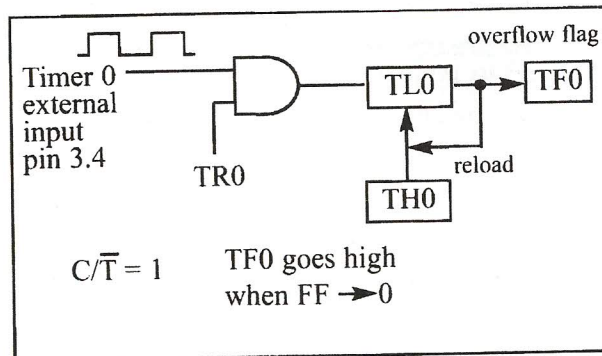 overflow flag
Timer 0
external
input
pin 3.4
TL0
TF0
reload
TR0
TH0
C/T̅ = 1
TF0 goes high
when FF → 0